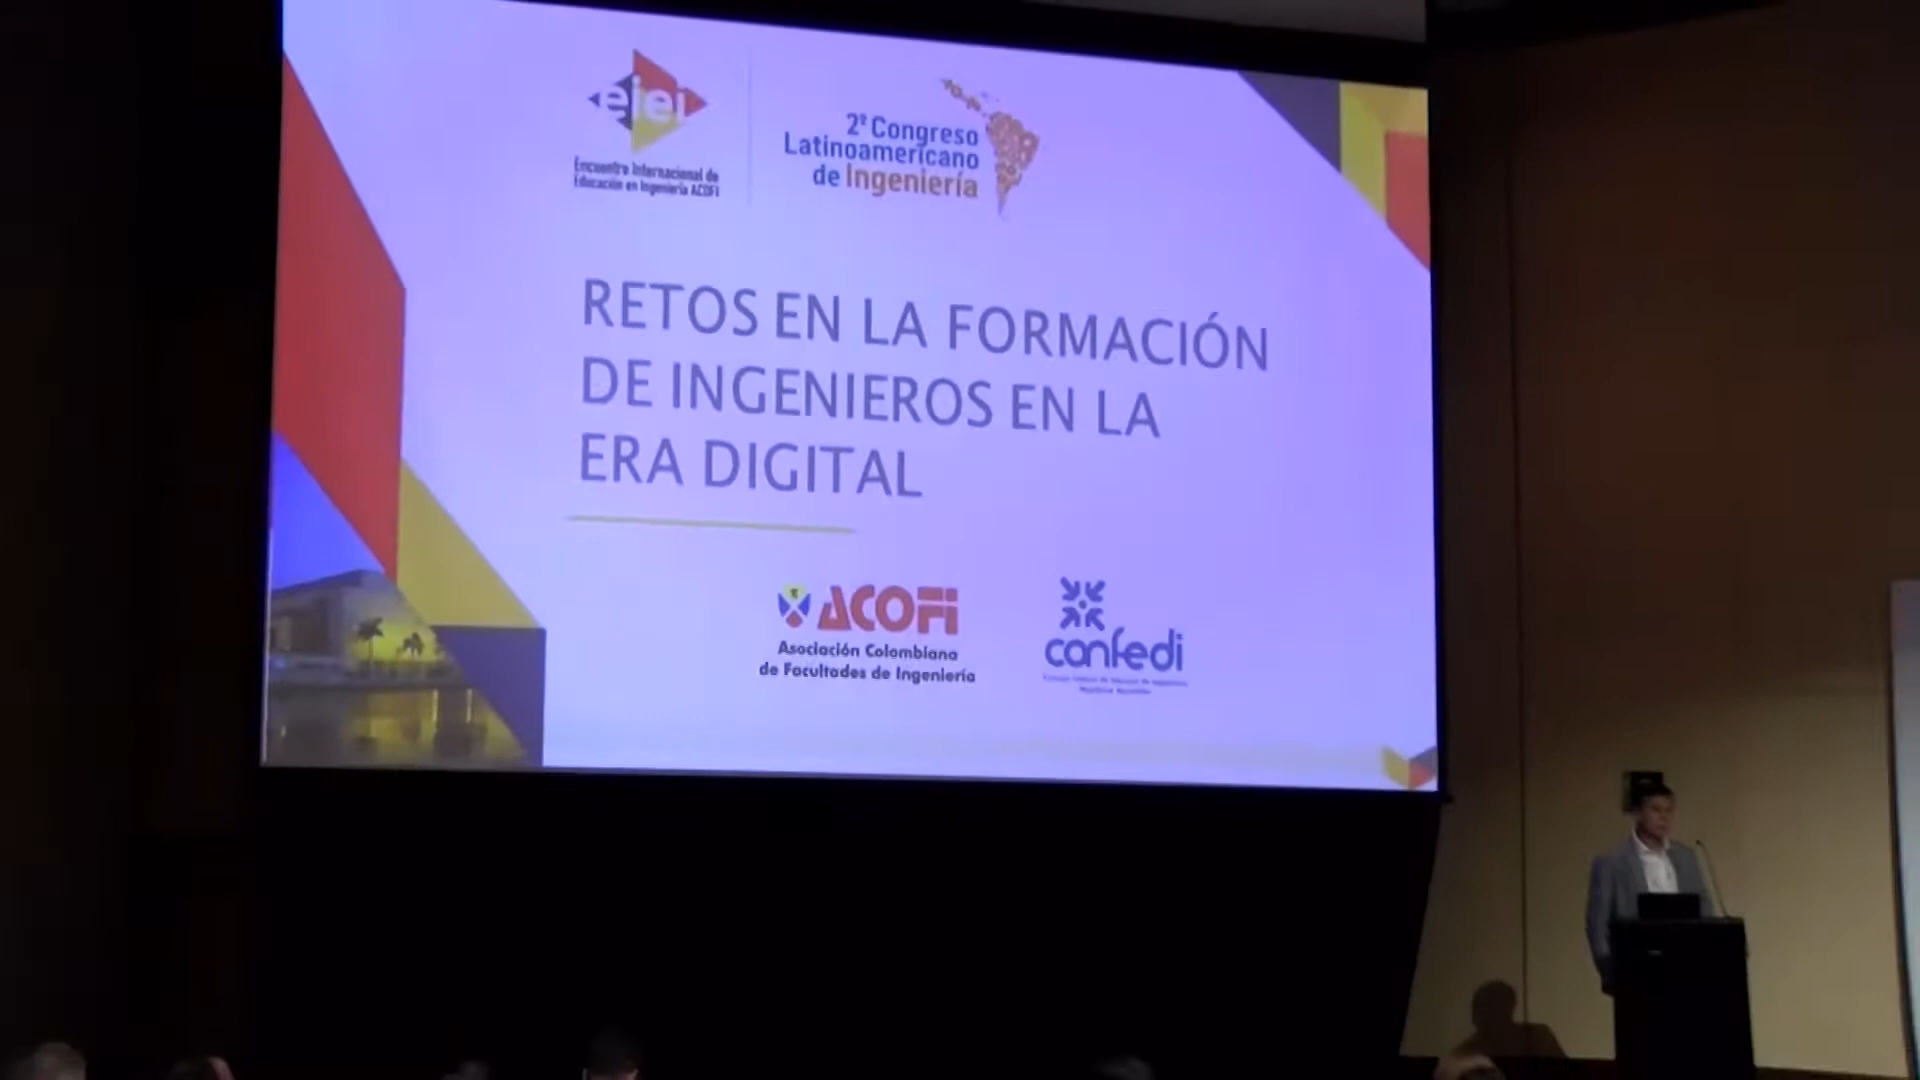 eiei
Encuentro Internacional de
Educación en Ingeniería ACOFI
2º Congreso
Latinoamericano
de Ingeniería
RETOS EN LA FORMACIÓN
DE INGENIEROS EN LA
ERA DIGITAL
ACOFI
Asociación Colombiana
de Facultades de Ingeniería
confedi